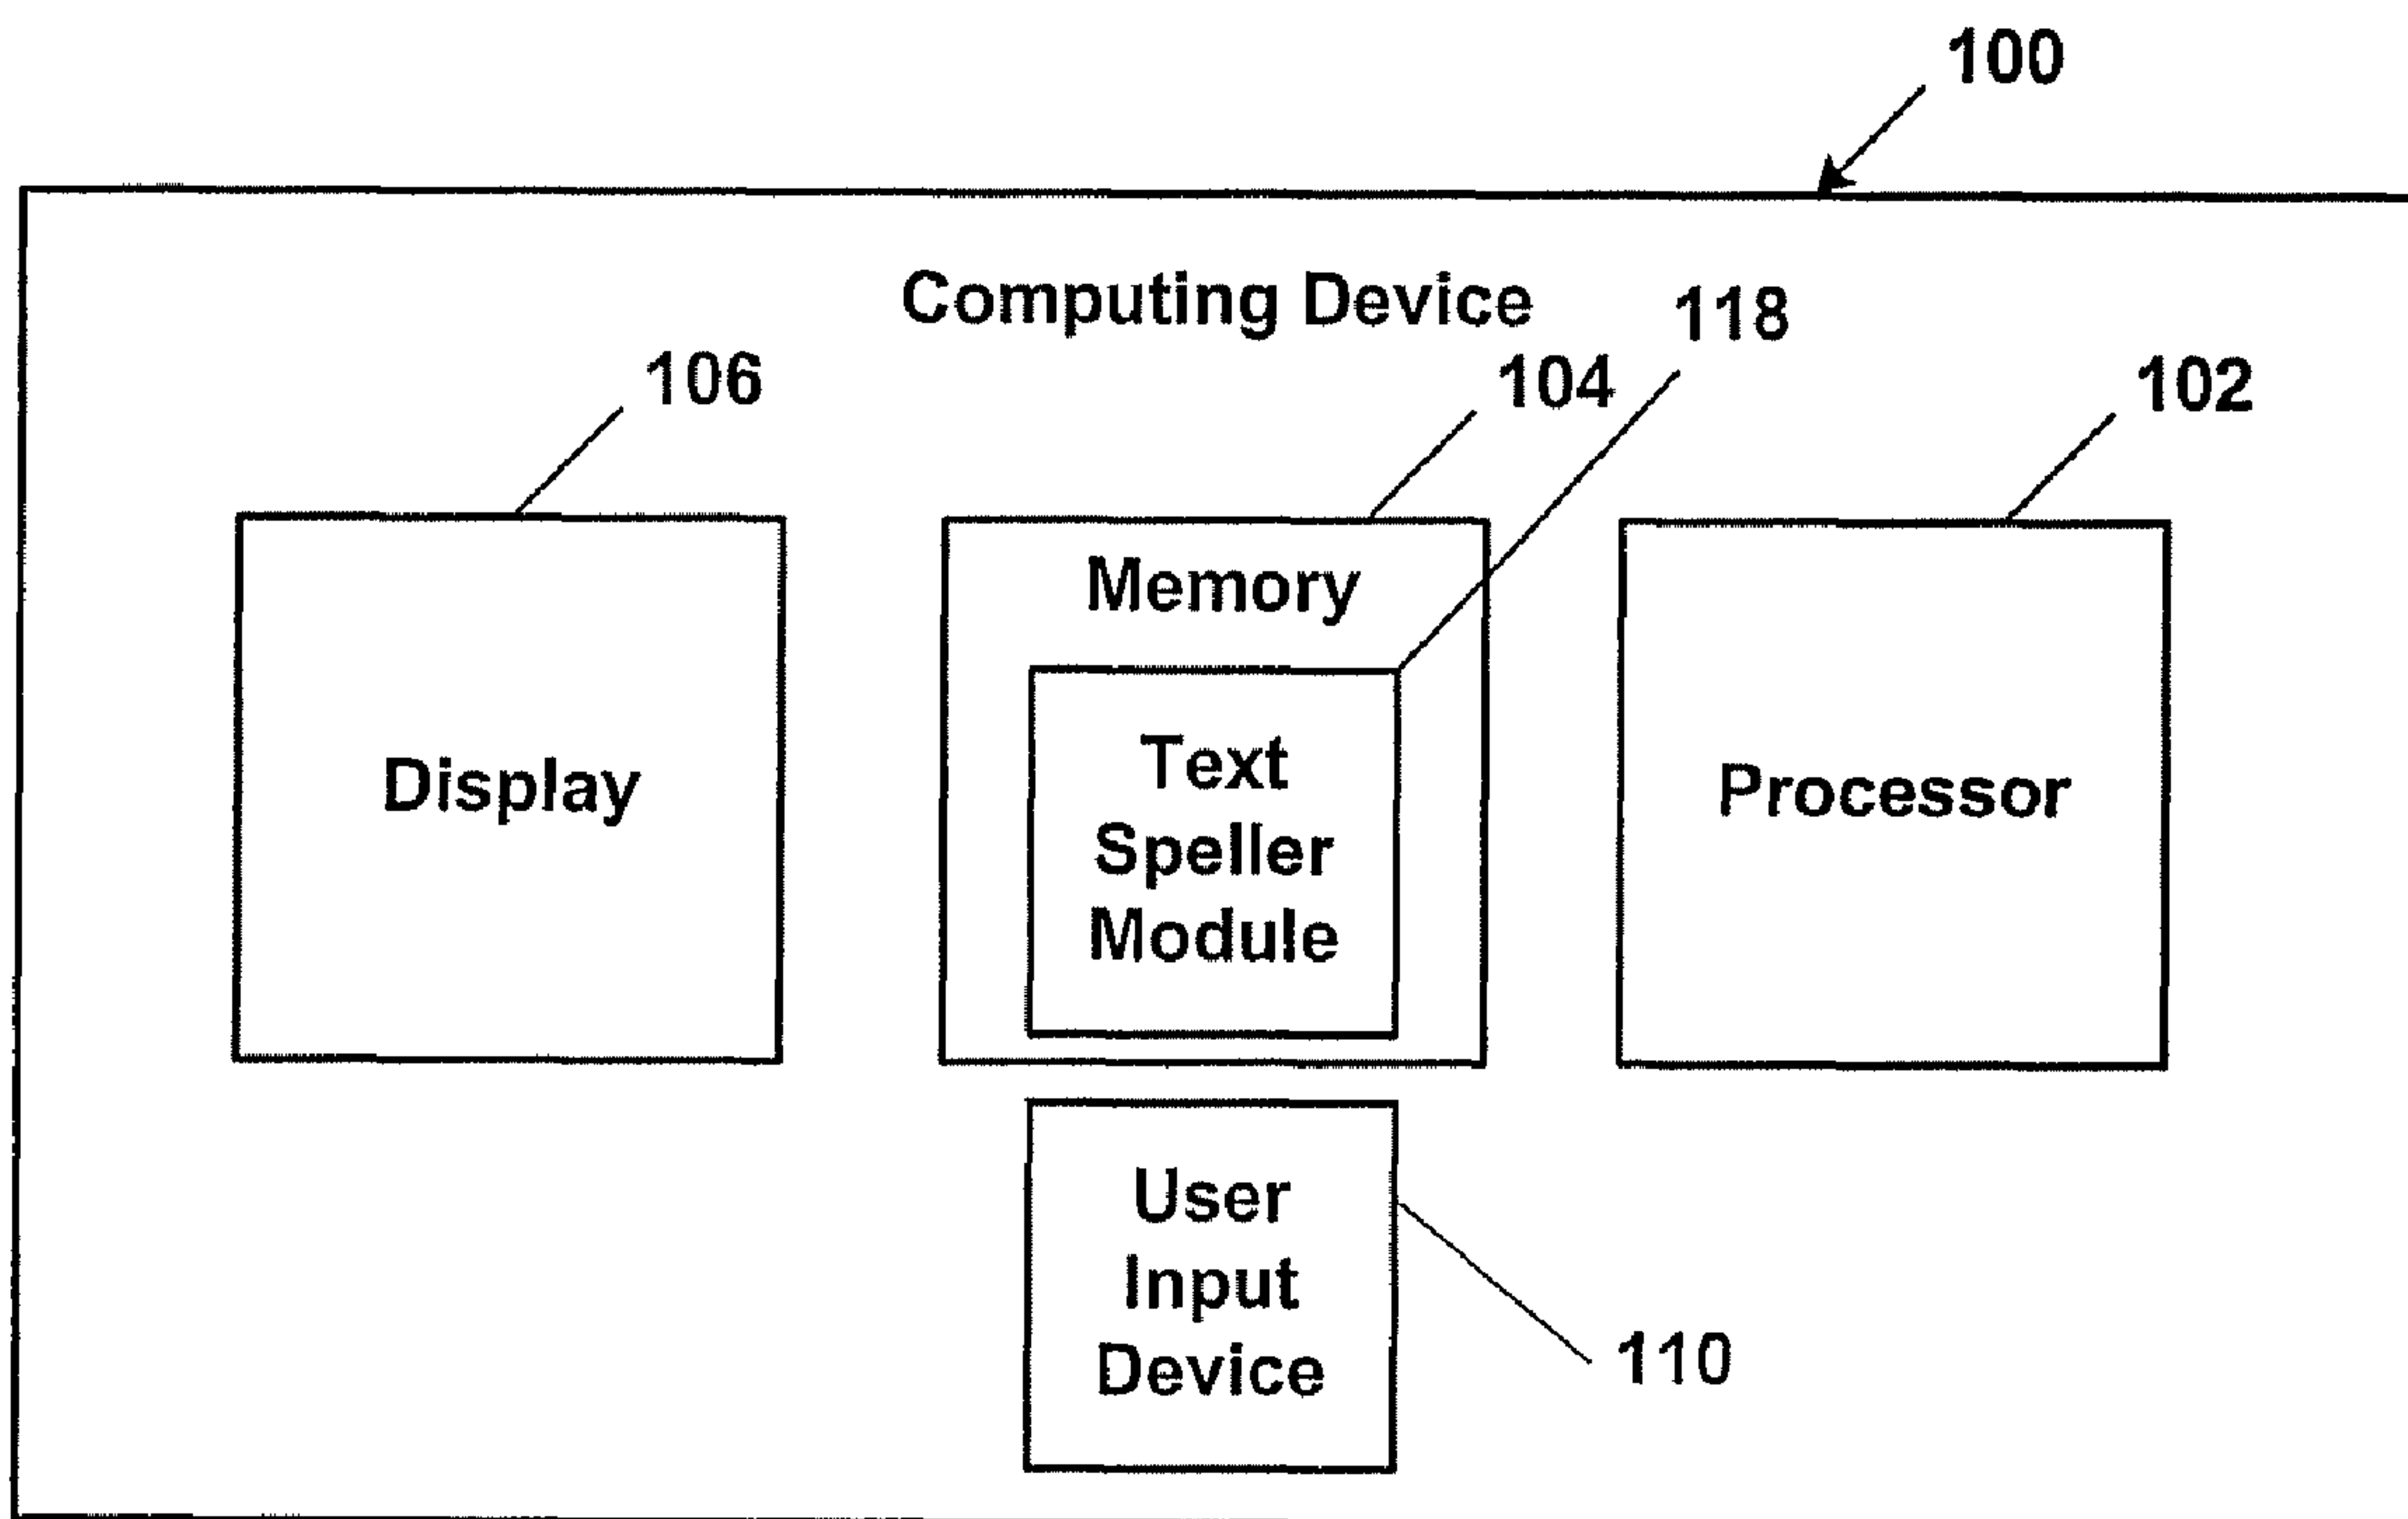 100
Computing Device
118
106
104
102
Memory
Display
Text
Speller
Module
Processor
User
Input
Device
110